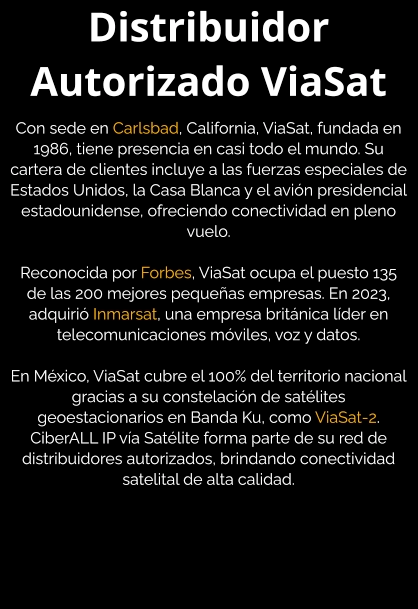 Distribuidor
Autorizado ViaSat
Con sede en Carlsbad, California, ViaSat, fundada en
1986, tiene presencia en casi todo el mundo. Su
cartera de clientes incluye a las fuerzas especiales de
Estados Unidos, la Casa Blanca y el avión presidencial
estadounidense, ofreciendo conectividad en pleno
vuelo.
Reconocida por Forbes, ViaSat ocupa el puesto 135
de las 200 mejores pequeñas empresas. En 2023,
adquirió Inmarsat, una empresa británica líder en
telecomunicaciones móviles, voz y datos.
En México, ViaSat cubre el 100% del territorio nacional
gracias a su constelación de satélites
geoestacionarios en Banda Ku, como ViaSat-2.
CiberALL IP vía Satélite forma parte de su red de
distribuidores autorizados, brindando conectividad
satelital de alta calidad.